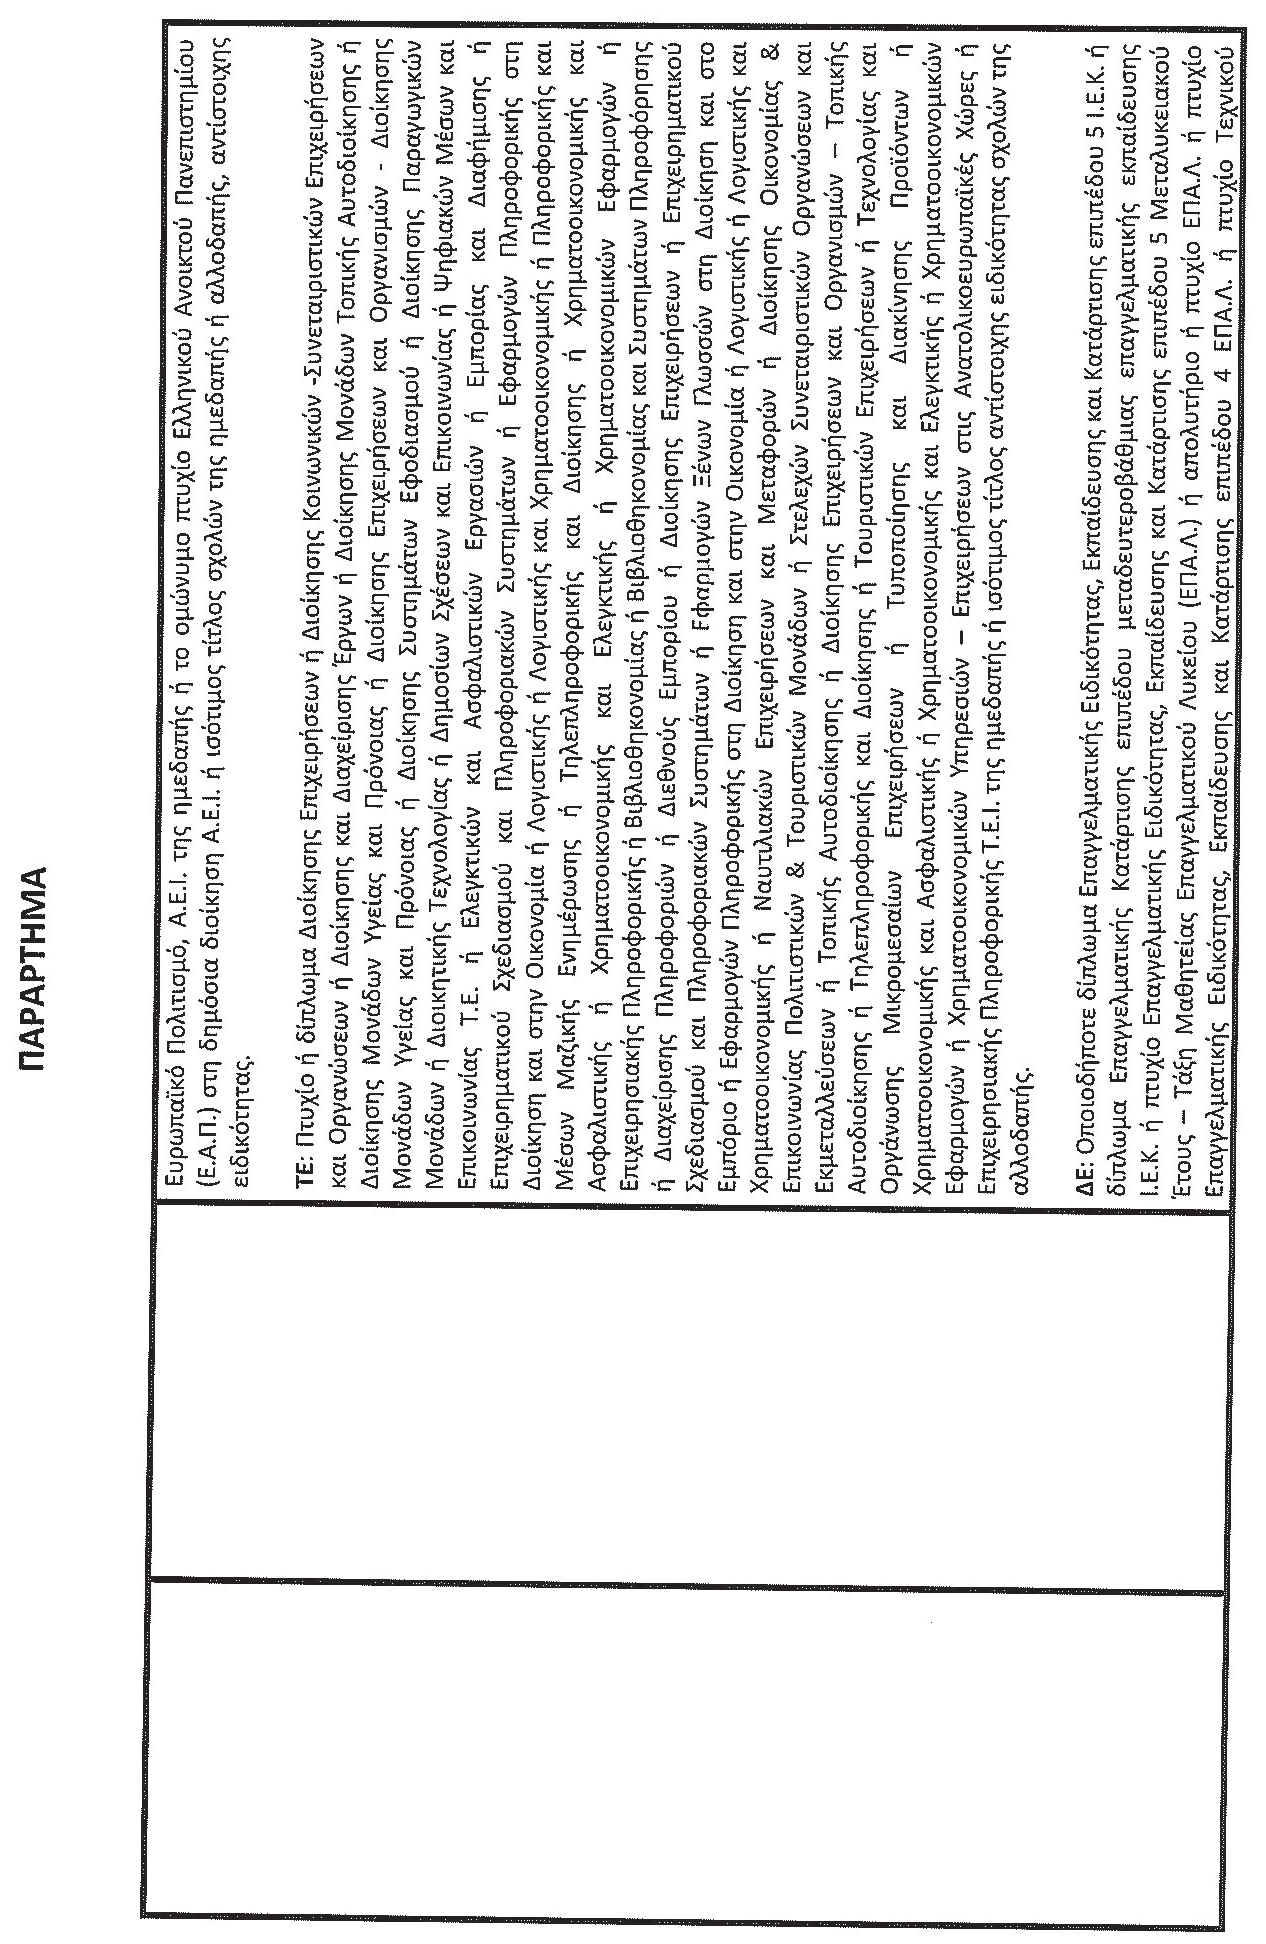 ΠΑΡΑΡΤΗΜΑ
Ευρωπαϊκό Πολιτισμό, Α.Ε.Ι. της ημεδαπής ή το ομώνυμο πτυχίο Ελληνικού Ανοικτού Πανεπιστημίου
(Ε.Α.Π.) στη δημόσια διοίκηση Α.Ε.Ι. ή ισότιμος τίτλος σχολών της ημεδαπής ή αλλοδαπής, αντίστοιχης
ειδικότητας.
ΤΕ: Πτυχίο ή δίπλωμα Διοίκησης Επιχειρήσεων ή Διοίκησης Κοινωνικών -Συνεταιριστικών Επιχειρήσεων
και Οργανώσεων ή Διοίκησης και Διαχείρισης Έργων ή Διοίκησης Μονάδων Τοπικής Αυτοδιοίκησης ή
Διοίκησης Μονάδων Υγείας και Πρόνοιας ή Διοίκησης Επιχειρήσεων και Οργανισμών - Διοίκησης
Μονάδων Υγείας και Πρόνοιας ή Διοίκησης Συστημάτων Εφοδιασμού ή Διοίκησης Παραγωγικών
Μονάδων ή Διοικητικής Τεχνολογίας ή Δημοσίων Σχέσεων και Επικοινωνίας ή Ψηφιακών Μέσων και
Επικοινωνίας Τ.Ε. ή Ελεγκτικών και Ασφαλιστικών Εργασιών ή Εμπορίας και Διαφήμισης ή
Επιχειρηματικού Σχεδιασμού και Πληροφοριακών Συστημάτων ή Εφαρμογών Πληροφορικής στη
Διοίκηση και στην Οικονομία ή Λογιστικής ή Λογιστικής και Χρηματοοικονομικής ή Πληροφορικής και
Μέσων Μαζικής Ενημέρωσης ή Τηλεπληροφορικής και Διοίκησης ή Χρηματοοικονομικής και
Ασφαλιστικής ή Χρηματοοικονομικής και Ελεγκτικής ή Χρηματοοικονομικών Εφαρμογών ή
Επιχειρησιακής Πληροφορικής ή Βιβλιοθηκονομίας ή Βιβλιοθηκονομίας και Συστημάτων Πληροφόρησης
ή Διαχείρισης Πληροφοριών ή Διεθνούς Εμπορίου ή Διοίκησης Επιχειρήσεων ή Επιχειρηματικού
Σχεδιασμού και Πληροφοριακών Συστημάτων ή Εφαρμογών Ξένων Γλωσσών στη Διοίκηση και στο
Εμπόριο ή Εφαρμογών Πληροφορικής στη Διοίκηση και στην Οικονομία ή Λογιστικής ή Λογιστικής και
Χρηματοοικονομικής ή Ναυτιλιακών Επιχειρήσεων και Μεταφορών ή Διοίκησης Οικονομίας &
Επικοινωνίας Πολιτιστικών & Τουριστικών Μονάδων ή Στελεχών Συνεταιριστικών Οργανώσεων και
Εκμεταλλεύσεων ή Τοπικής Αυτοδιοίκησης ή Διοίκησης Επιχειρήσεων και Οργανισμών – Τοπικής
Αυτοδιοίκησης ή Τηλεπληροφορικής και Διοίκησης ή Τουριστικών Επιχειρήσεων ή Τεχνολογίας και
Οργάνωσης Μικρομεσαίων Επιχειρήσεων ή Τυποποίησης και Διακίνησης Προϊόντων ή
Χρηματοοικονομικής και Ασφαλιστικής ή Χρηματοοικονομικής και Ελεγκτικής ή Χρηματοοικονομικών
Εφαρμογών ή Χρηματοοικονομικών Υπηρεσιών – Επιχειρήσεων στις Ανατολικοευρωπαϊκές Χώρες ή
Επιχειρησιακής Πληροφορικής Τ.Ε.Ι. της ημεδαπής ή ισότιμος τίτλος αντίστοιχης ειδικότητας σχολών της
αλλοδαπής.
ΔΕ: Οποιοδήποτε δίπλωμα Επαγγελματικής Ειδικότητας, Εκπαίδευσης και Κατάρτισης επιπέδου 5 Ι.Ε.Κ. ή
δίπλωμα Επαγγελματικής Κατάρτισης επιπέδου μεταδευτεροβάθμιας επαγγελματικής εκπαίδευσης
Ι.Ε.Κ. ή πτυχίο Επαγγελματικής Ειδικότητας, Εκπαίδευσης και Κατάρτισης επιπέδου 5 Μεταλυκειακού
Έτους – Τάξη Μαθητείας Επαγγελματικού Λυκείου (ΕΠΑ.Λ.) ή απολυτήριο ή πτυχίο ΕΠΑ.Λ. ή πτυχίο
Επαγγελματικής Ειδικότητας, Εκπαίδευσης και Κατάρτισης επιπέδου 4 ΕΠΑ.Λ. ή πτυχίο Τεχνικού